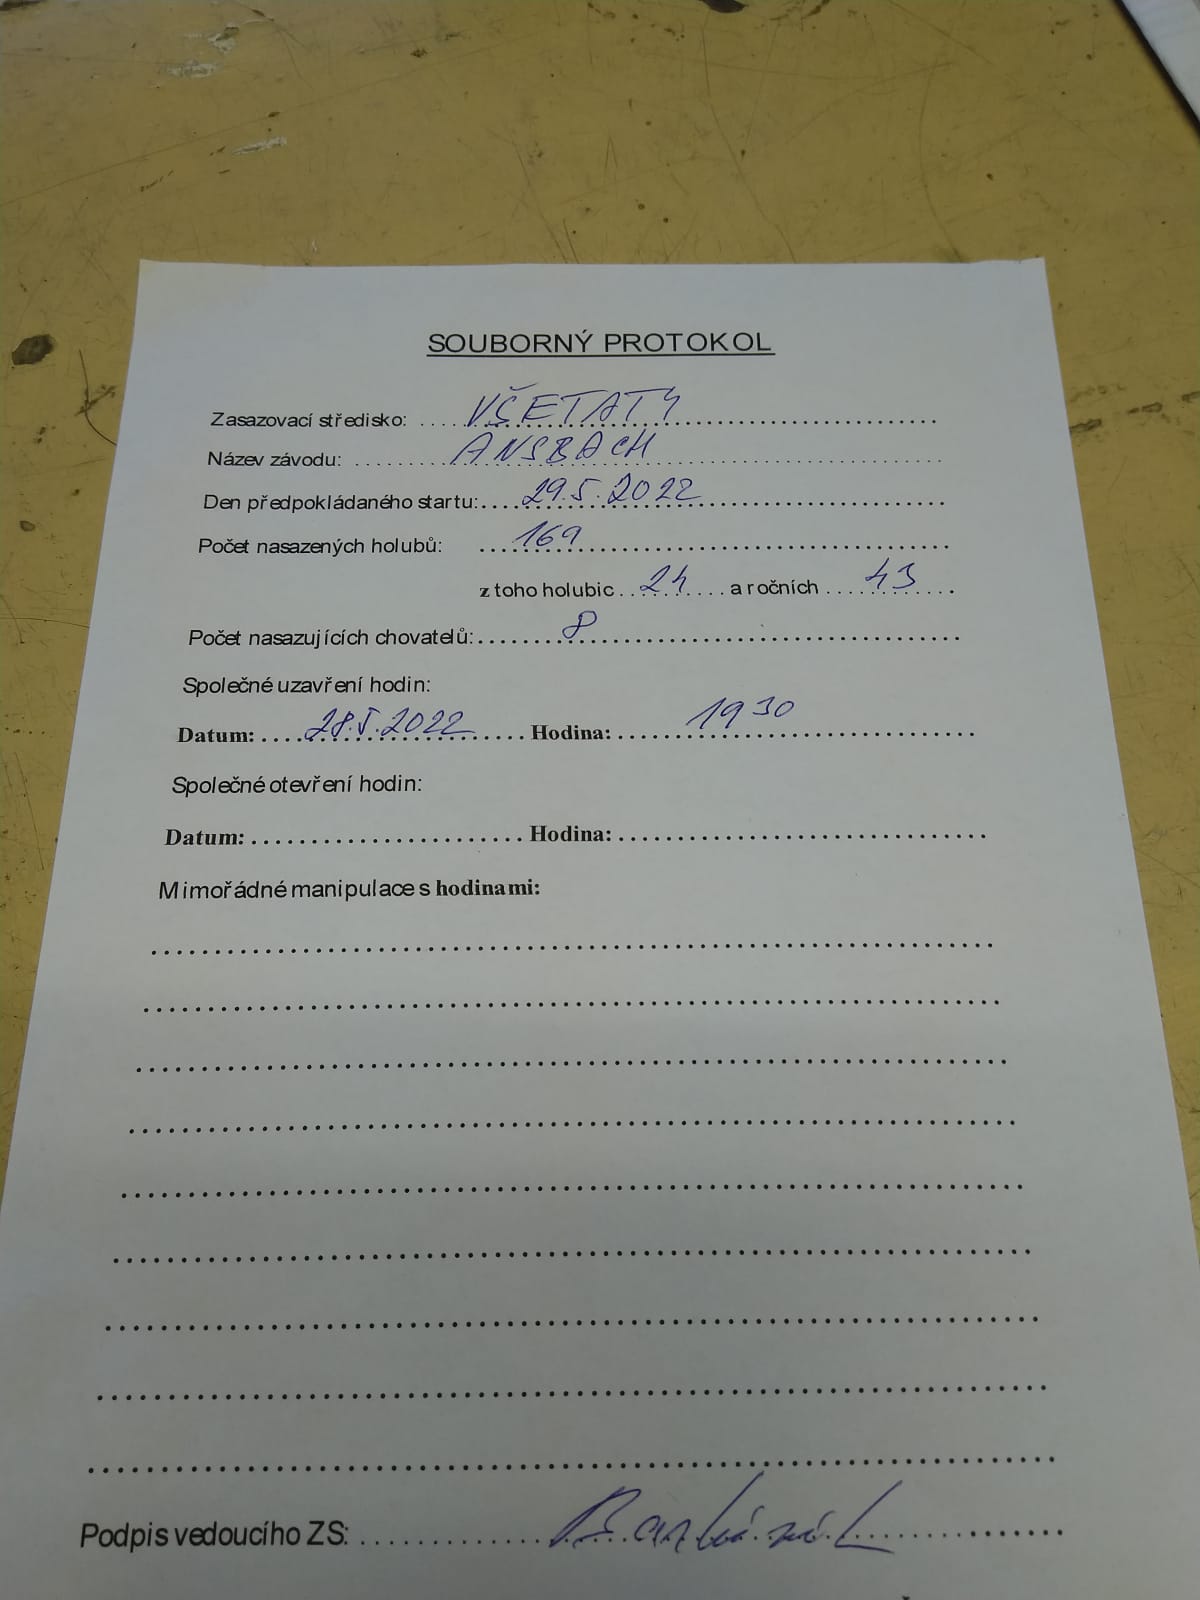 SOUBORNÝ PROTOKOL
Zasazovací středisko: VŠETATY
Název závodu: ANSBACH
Den předpokládaného startu: 29.5.2022
Počet nasazených holubů: 169
z toho holubic 24 a ročních 43
Počet nasazujících chovatelů: 8
Společné uzavření hodin:
Datum: 28.5.2022 Hodina: 19 30
Společné otevření hodin:
Datum: Hodina:
Mimořádné manipulace s hodinami:
Podpis vedoucího ZS: